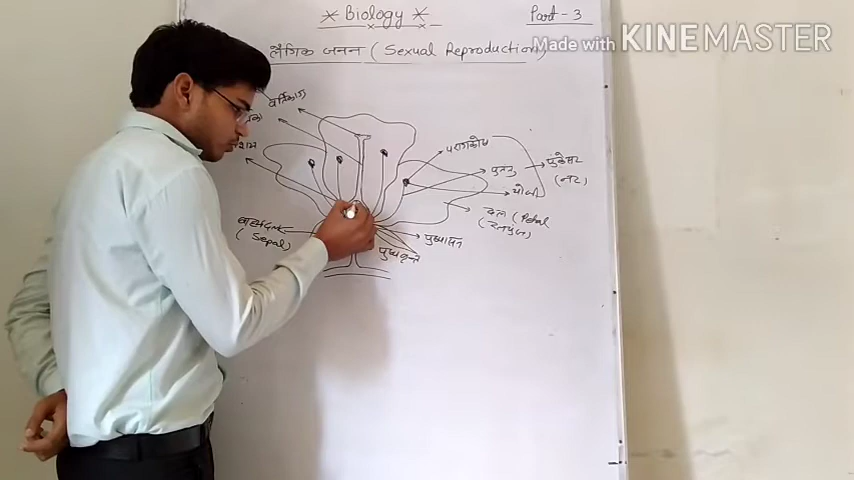 Biology
Part - 3
Made with KINEMASTER
लैंगिक जनन ( Sexual Reproduction )
वर्तिकाग्र
परागकोष
पुतन्तु
पुंकेसर
(नर)
योजी
दल (Petal
बाह्यदल
( Sepal )
पुष्पासन
पुष्पवृन्त